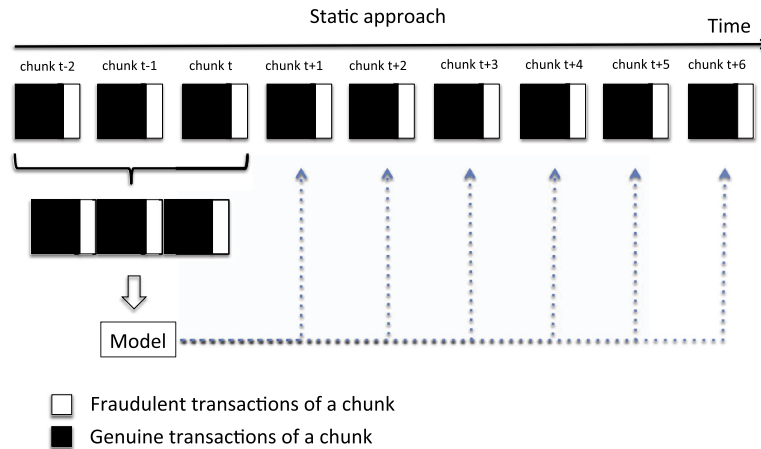 Static approach
Time
chunk t-2 chunk t-1 chunk t chunk t+1 chunk t+2 chunk t+3 chunk t+4 chunk t+5 chunk t+6
Model
Fraudulent transactions of a chunk
Genuine transactions of a chunk